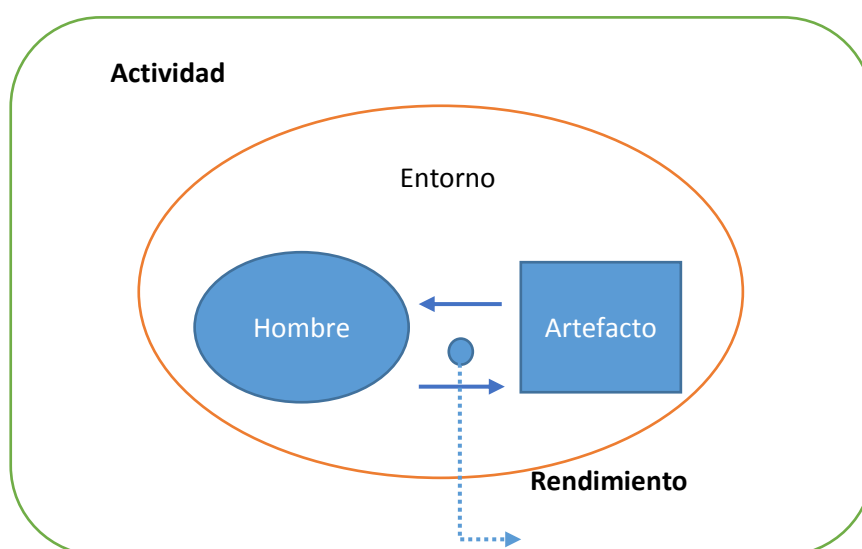 Actividad
Entorno
Hombre
Artefacto
Rendimiento